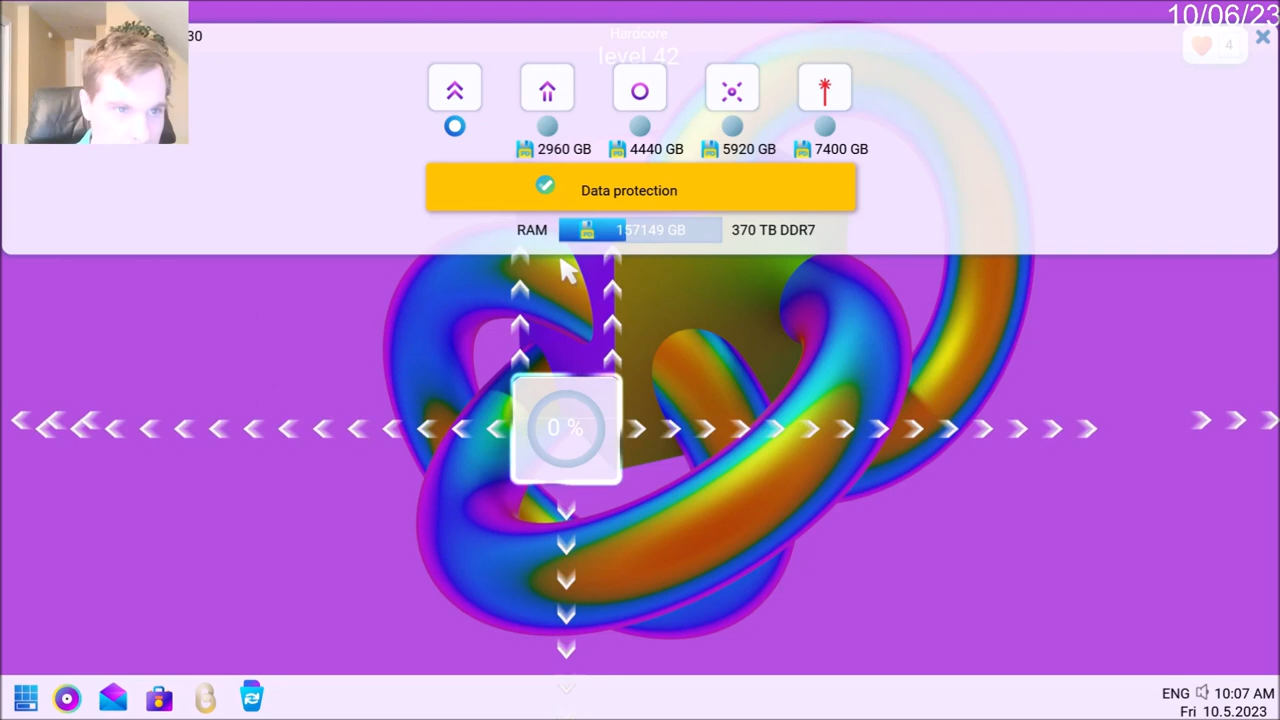 10/06/23
30
Hardcore
level 42
4
2960 GB
4440 GB
5920 GB
7400 GB
Data protection
RAM
157149 GB
370 TB DDR7
0 %
ENG
10:07 AM
Fri 10.5.2023